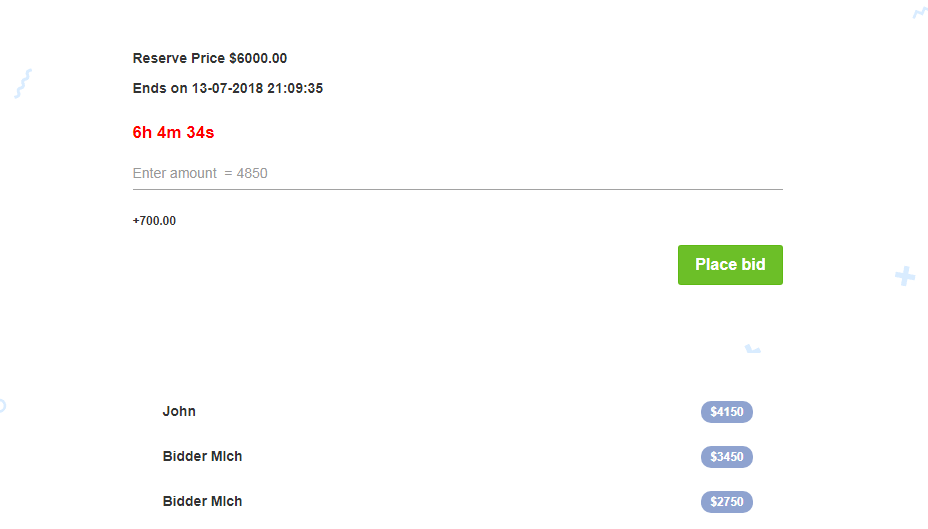 Reserve Price $6000.00
Ends on 13-07-2018 21:09:35
6h 4m 34s
Enter amount  = 4850
+700.00
Place bid
John $4150
Bidder MIch $3450
Bidder MIch $2750